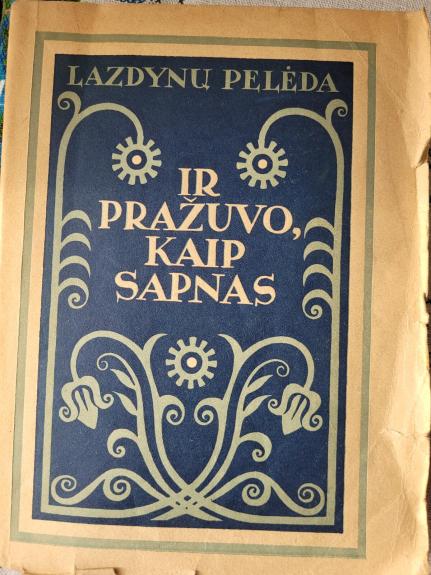 LAZDYNŲ PELĖDA
IR
PRAŽUVO,
KAIP
SAPNAS